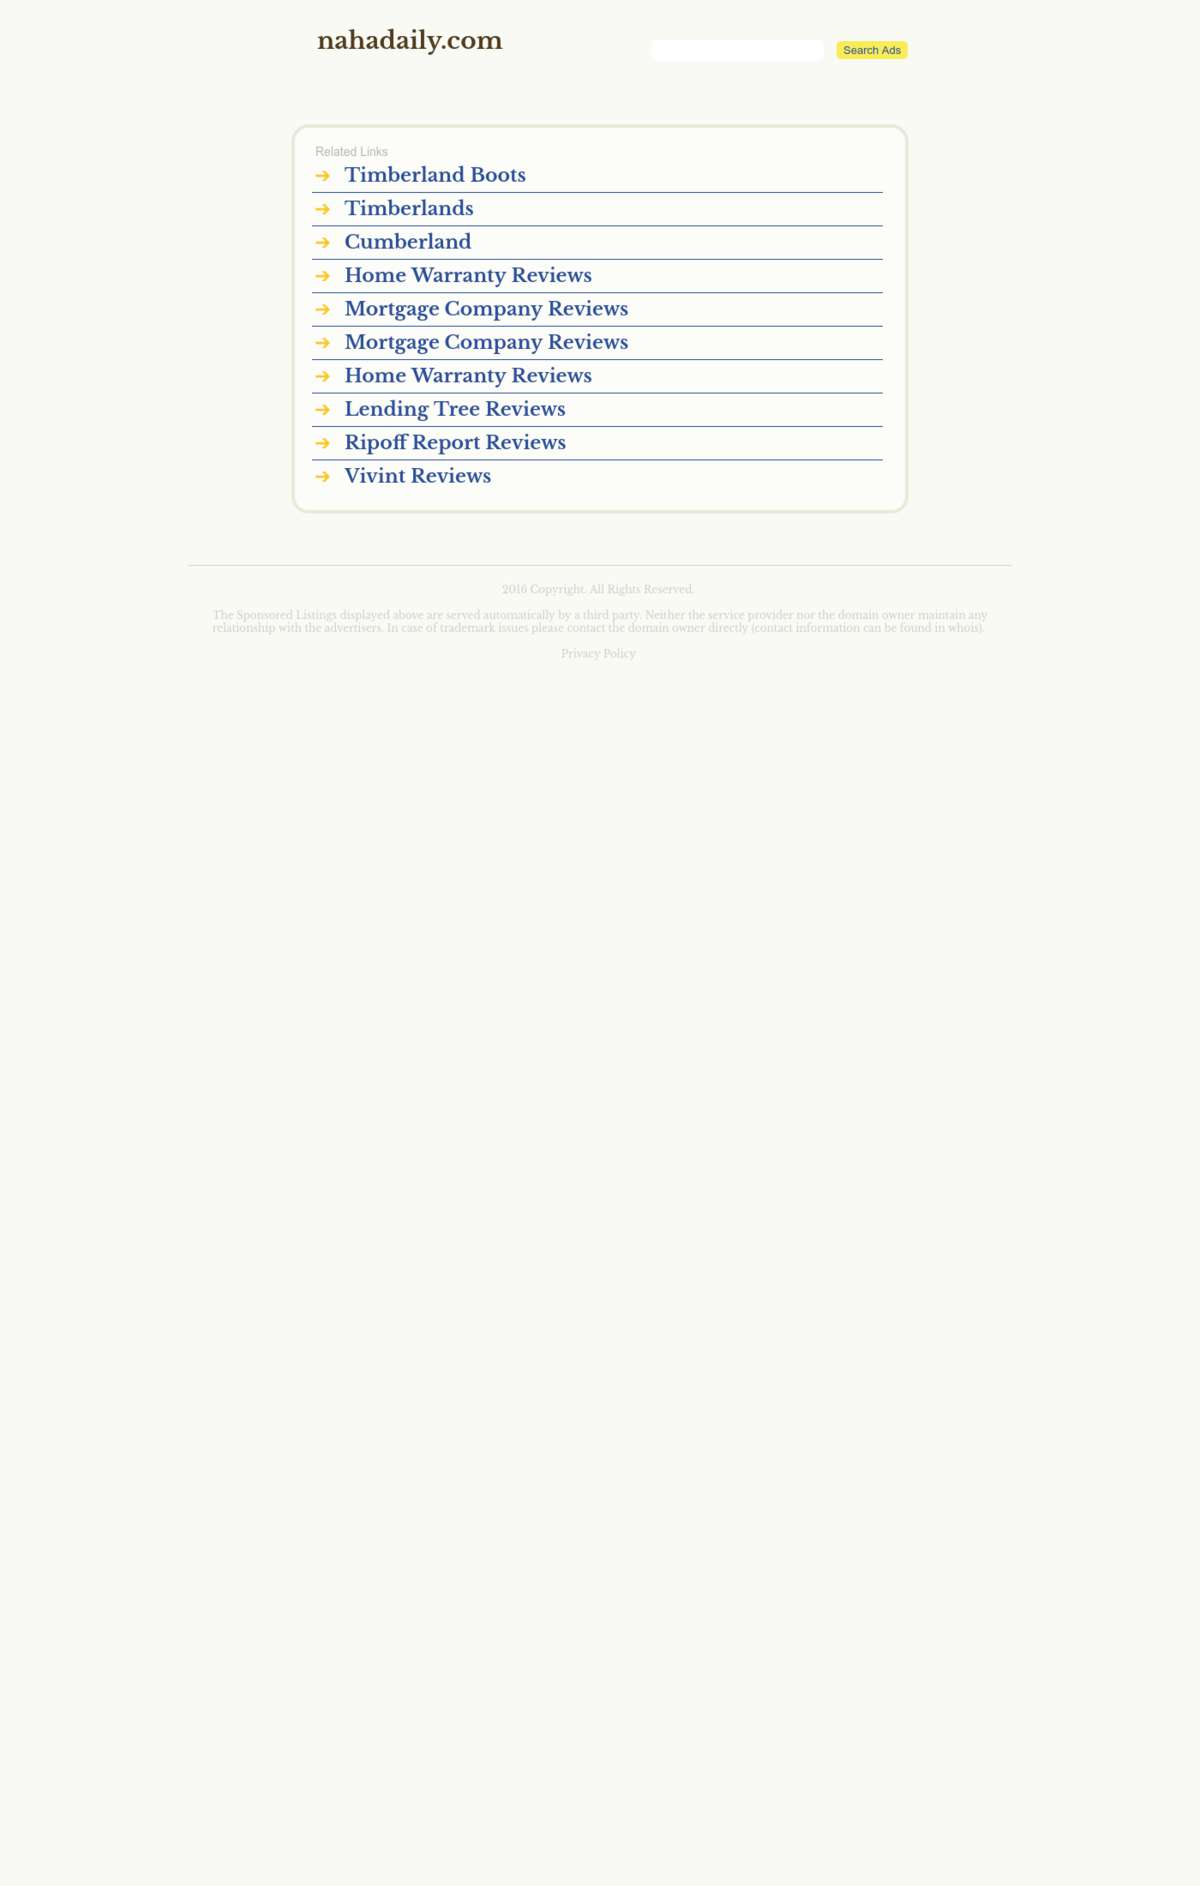 nahadaily.com
Search Ads
Related Links
Timberland Boots
Timberlands
Cumberland
Home Warranty Reviews
Mortgage Company Reviews
Mortgage Company Reviews
Home Warranty Reviews
Lending Tree Reviews
Ripoff Report Reviews
Vivint Reviews
2016 Copyright. All Rights Reserved.
The Sponsored Listings displayed above are served automatically by a third party. Neither the service provider nor the domain owner maintain any
relationship with the advertisers. In case of trademark issues please contact the domain owner directly (contact information can be found in whois).
Privacy Policy